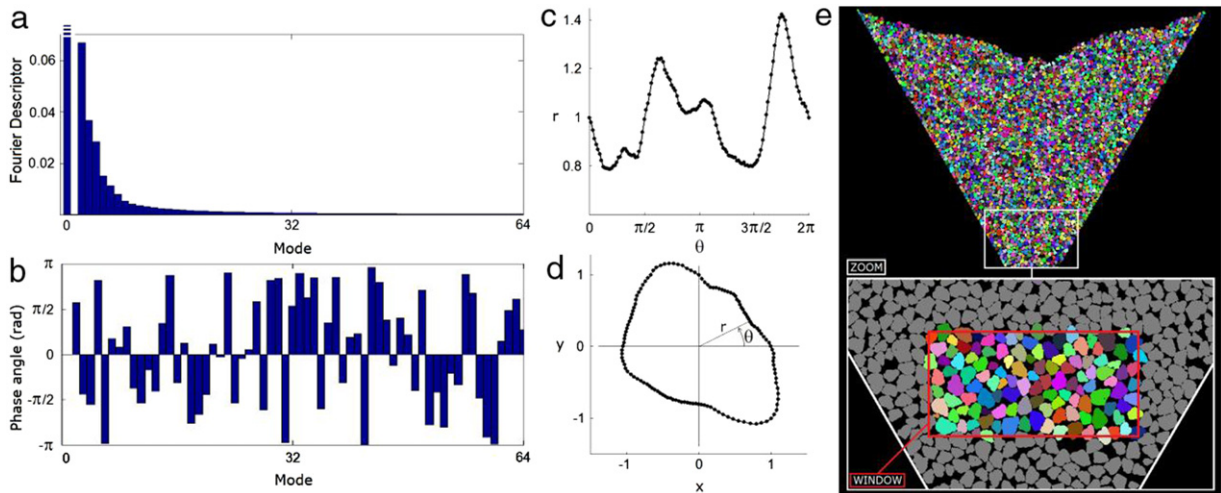 a
0.06
0.04
0.02
Fourier Descriptor
0
32
64
Mode
b
π
π/2
0
-π/2
-π
Phase angle (rad)
0
32
64
Mode
c
1.4
1.2
r
1
0.8
0
π/2
π
3π/2
2π
θ
d
1
y
0
-1
r
θ
-1
0
1
x
e
ZOOM
WINDOW